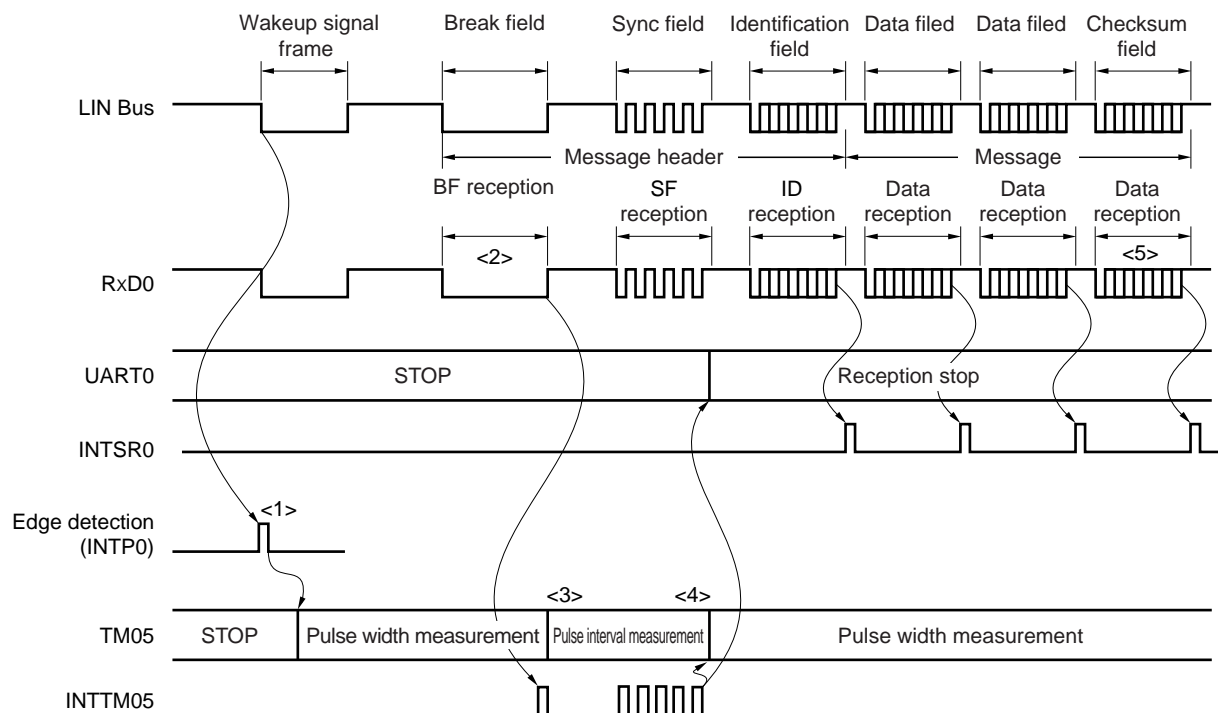 Wakeup signal frame
Break field
Sync field
Identification field
Data filed
Data filed
Checksum field
LIN Bus
Message header
Message
BF reception
SF reception
ID reception
Data reception
Data reception
Data reception
<2>
<5>
RxD0
UART0
STOP
Reception stop
INTSR0
Edge detection (INTP0)
<1>
<3>
<4>
TM05
STOP
Pulse width measurement
Pulse interval measurement
Pulse width measurement
INTTM05